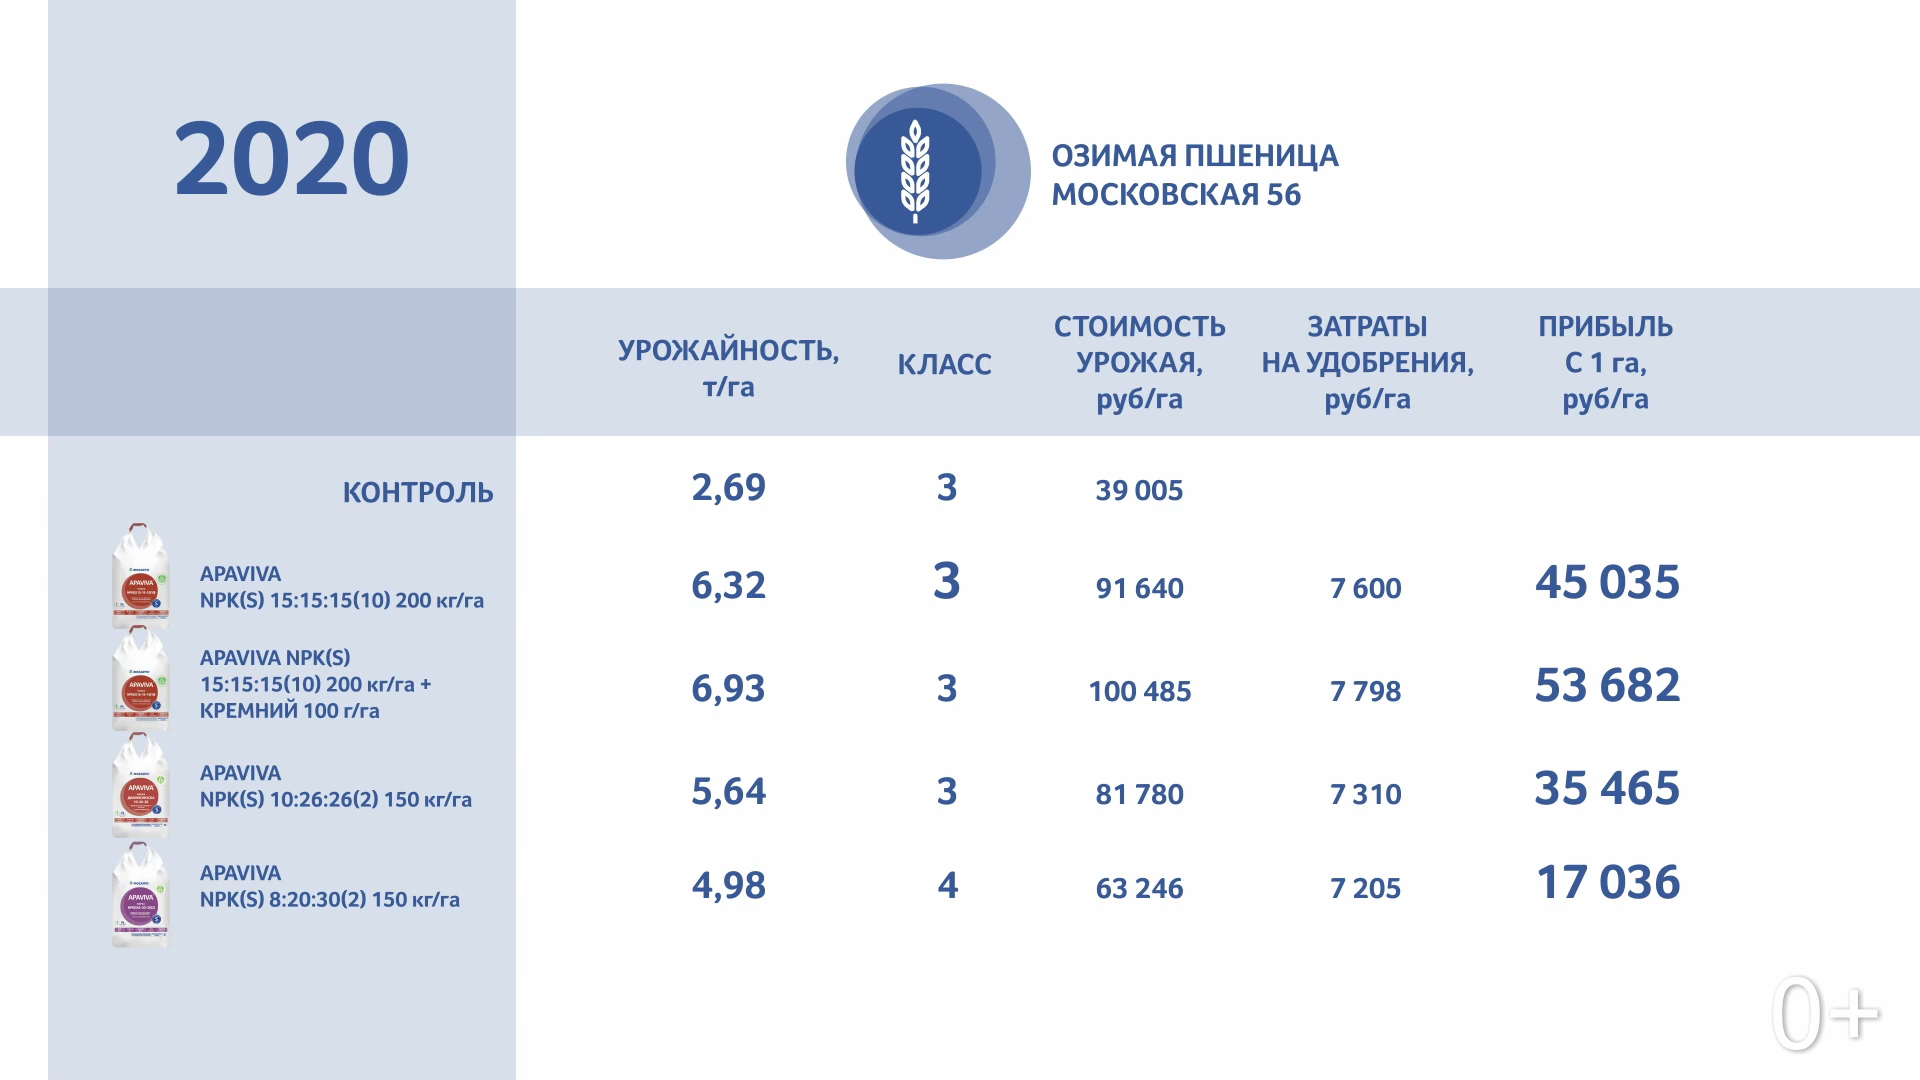 2020
ОЗИМАЯ ПШЕНИЦА
МОСКОВСКАЯ 56
УРОЖАЙНОСТЬ,
т/га
КЛАСС
СТОИМОСТЬ
УРОЖАЯ,
руб/га
ЗАТРАТЫ
НА УДОБРЕНИЯ,
руб/га
ПРИБЫЛЬ
С 1 га,
руб/га
КОНТРОЛЬ
2,69
3
39 005
APAVIVA
NPK(S) 15:15:15(10) 200 кг/га
6,32
3
91 640
7 600
45 035
APAVIVA NPK(S)
15:15:15(10) 200 кг/га +
КРЕМНИЙ 100 г/га
6,93
3
100 485
7 798
53 682
APAVIVA
NPK(S) 10:26:26(2) 150 кг/га
5,64
3
81 780
7 310
35 465
APAVIVA
NPK(S) 8:20:30(2) 150 кг/га
4,98
4
63 246
7 205
17 036
APAVIVA
APAVIVA
APAVIVA
APAVIVA
0+